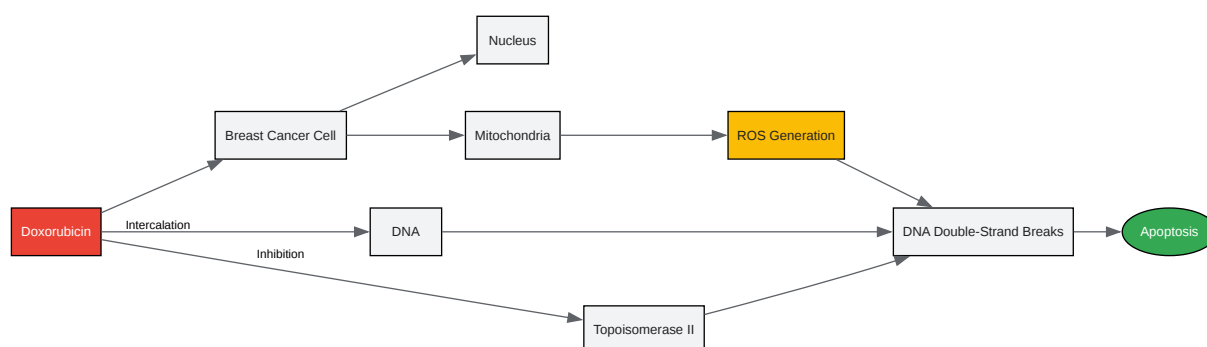 Nucleus
Breast Cancer Cell
Mitochondria
ROS Generation
Doxorubicin
Intercalation
DNA
DNA Double-Strand Breaks
Apoptosis
Inhibition
Topoisomerase II